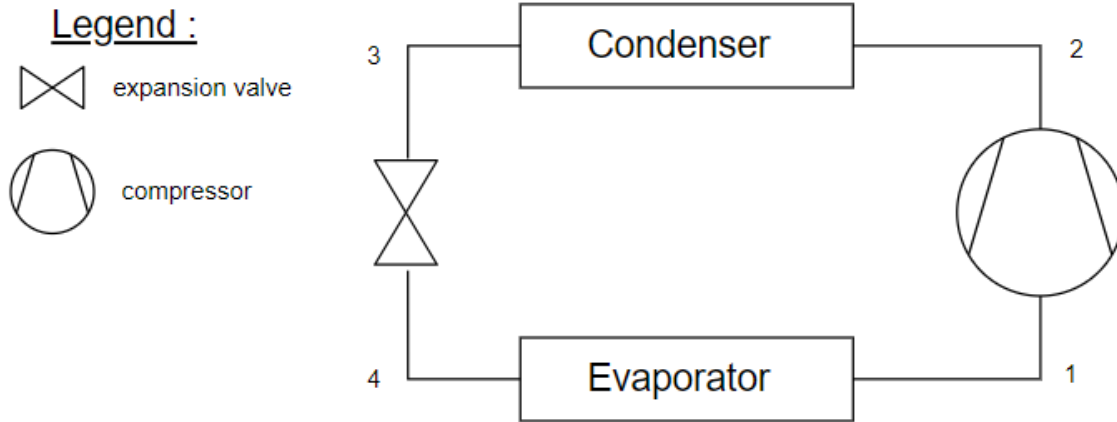 Legend :
expansion valve
compressor
3
Condenser
2
4
Evaporator
1